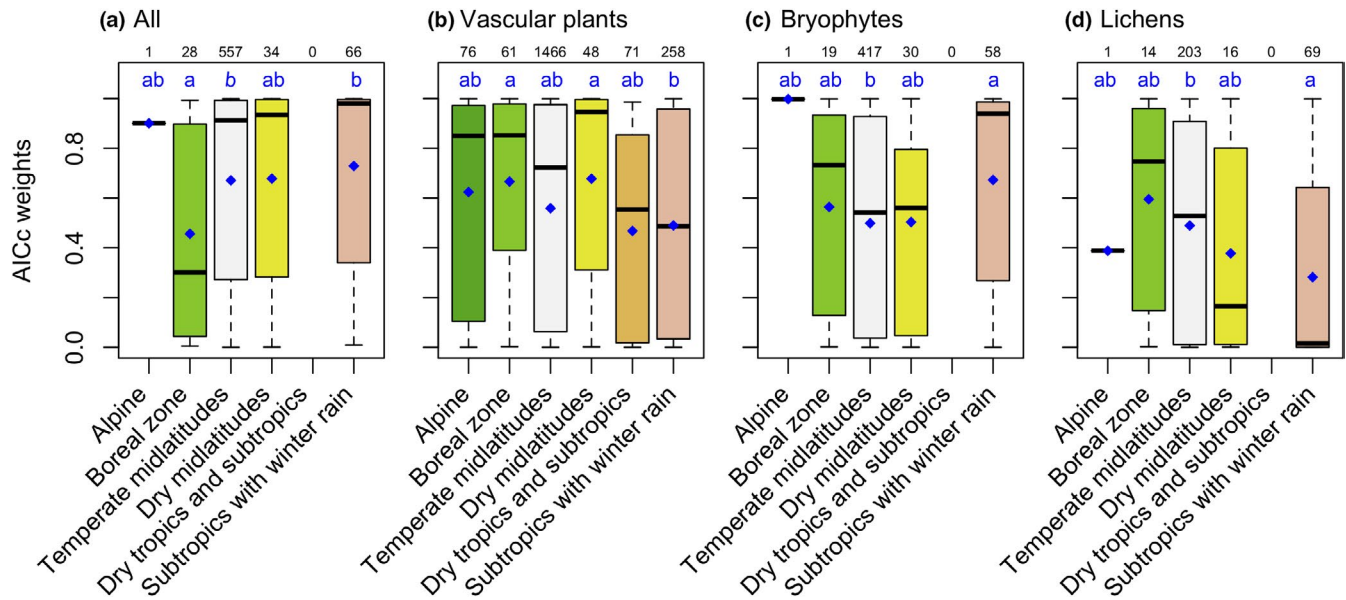 (a) All
(b) Vascular plants
(c) Bryophytes
(d) Lichens
1 28 557 34 0 66
76 61 1466 48 71 258
1 19 417 30 0 58
1 14 203 16 0 69
ab a b ab b
ab a b a ab b
ab ab b ab a
ab ab b ab a
AICc weights
0.8
0.4
0.0
Alpine
Boreal zone
Temperate midlatitudes
Dry midlatitudes
Dry tropics and subtropics
Subtropics with winter rain
Alpine
Boreal zone
Temperate midlatitudes
Dry midlatitudes
Dry tropics and subtropics
Subtropics with winter rain
Alpine
Boreal zone
Temperate midlatitudes
Dry midlatitudes
Dry tropics and subtropics
Subtropics with winter rain
Alpine
Boreal zone
Temperate midlatitudes
Dry midlatitudes
Dry tropics and subtropics
Subtropics with winter rain